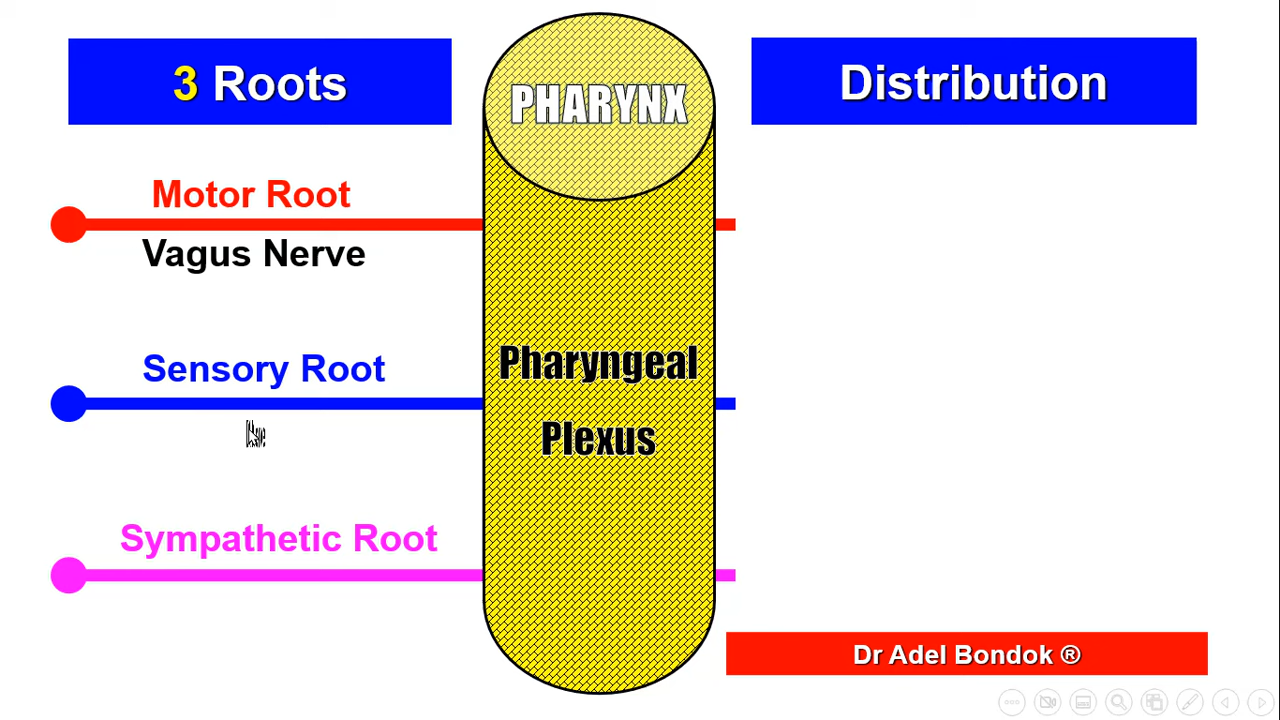 3 Roots
PHARYNX
Distribution
Motor Root
Vagus Nerve
Sensory Root
Pharyngeal
Plexus
Sympathetic Root
Dr Adel Bondok ®